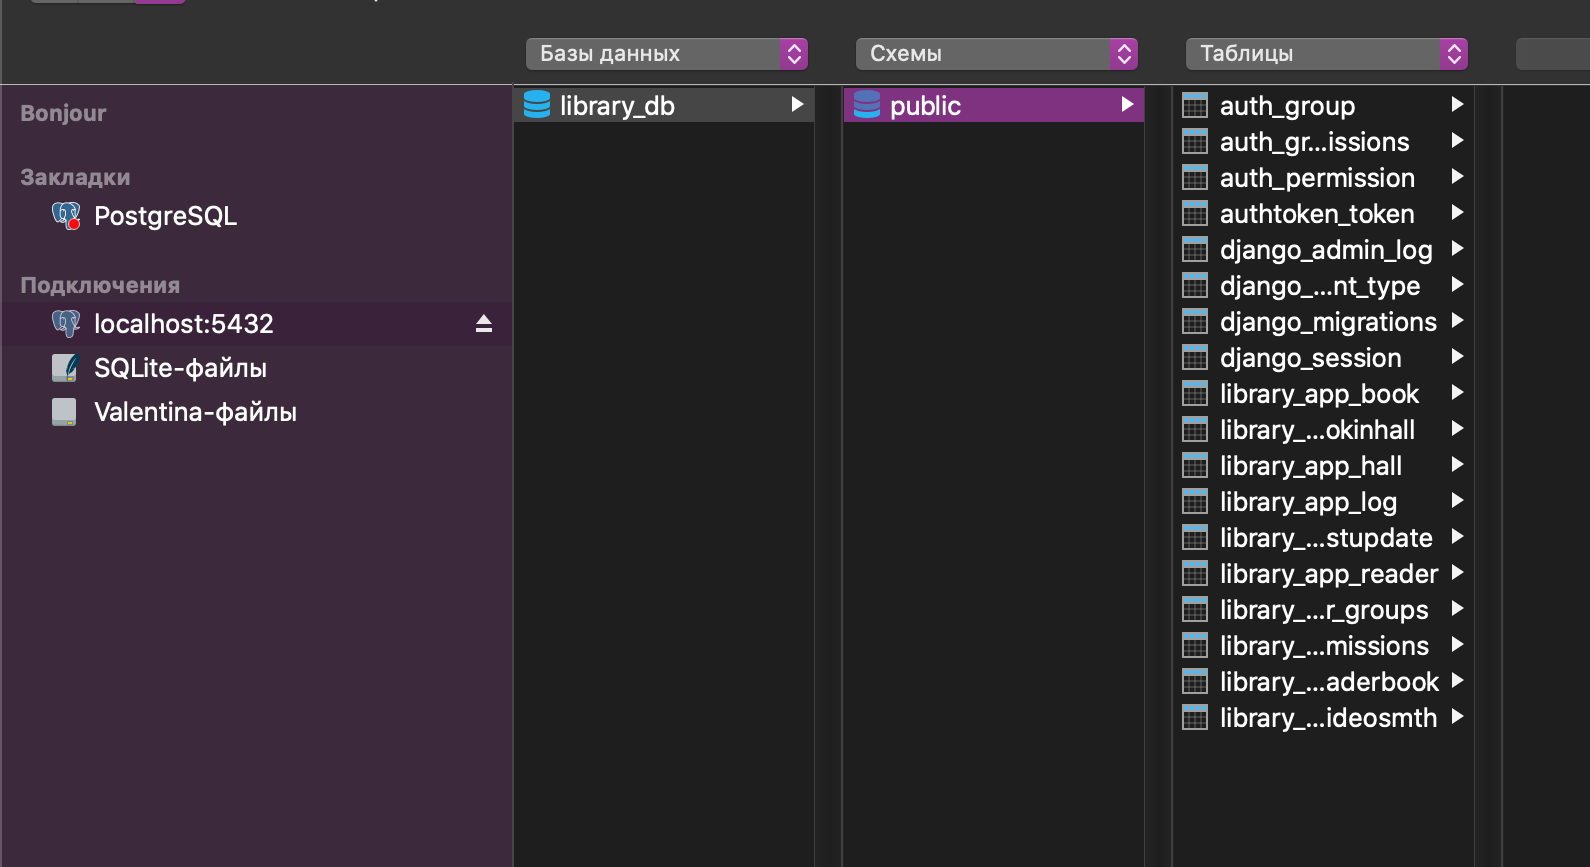 Базы данных
Схемы
Таблицы
Bonjour
Закладки
PostgreSQL
Подключения
localhost:5432
SQLite-файлы
Valentina-файлы
library_db
public
auth_group
auth_gr...issions
auth_permission
authtoken_token
django_admin_log
django_...nt_type
django_migrations
django_session
library_app_book
library_...okinhall
library_app_hall
library_app_log
library_...stupdate
library_app_reader
library_...r_groups
library_...missions
library_...aderbook
library_...ideosmth